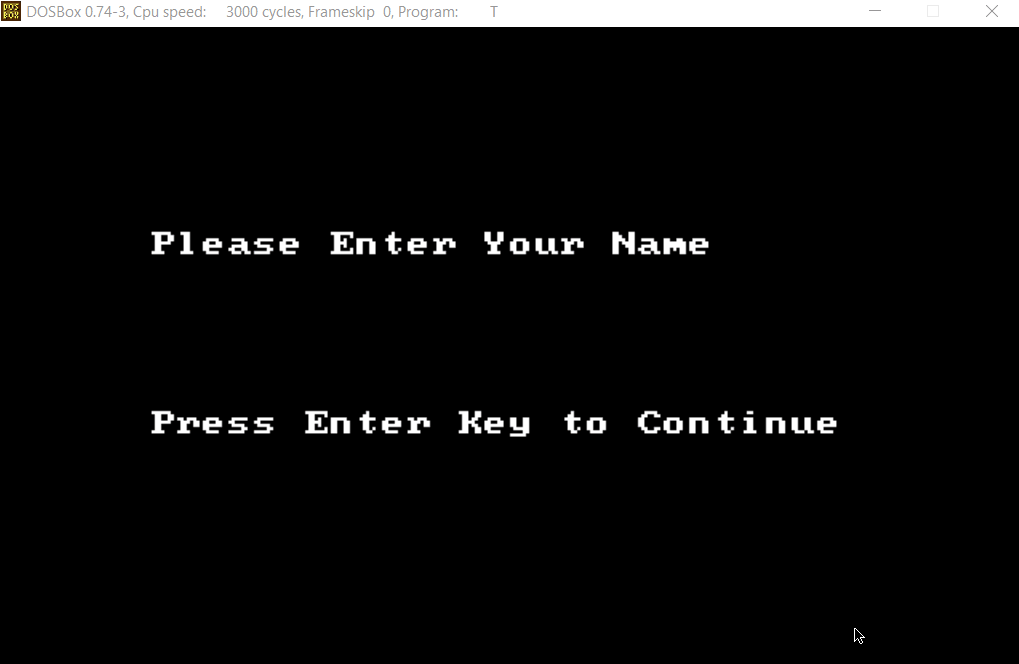 DOSBox 0.74-3, Cpu speed: 3000 cycles, Frameskip 0, Program: T
Please Enter Your Name
Press Enter Key to Continue